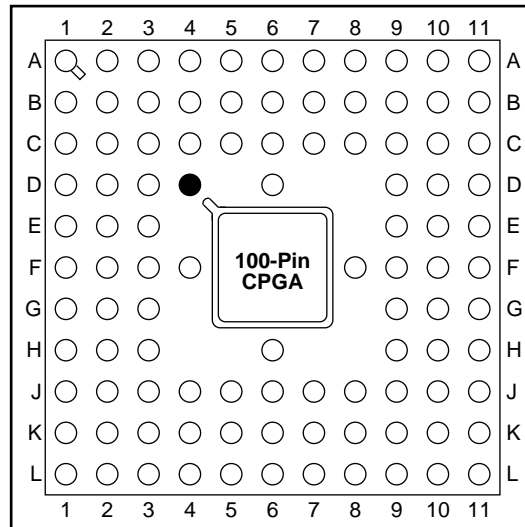 1 2 3 4 5 6 7 8 9 10 11
A A
B B
C C
D D
E E
F F
G G
H H
J J
K K
L L
100-Pin
CPGA
1 2 3 4 5 6 7 8 9 10 11